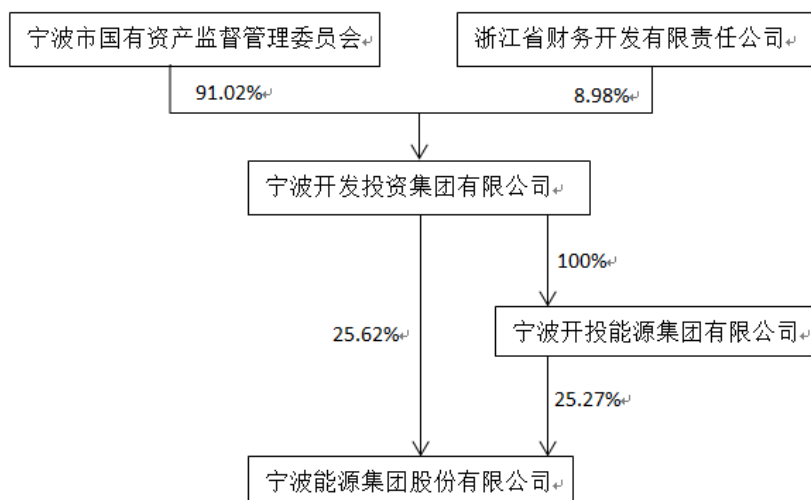 宁波市国有资产监督管理委员会
浙江省财务开发有限责任公司
91.02%
8.98%
宁波开发投资集团有限公司
100%
25.62%
宁波开投能源集团有限公司
25.27%
宁波能源集团股份有限公司